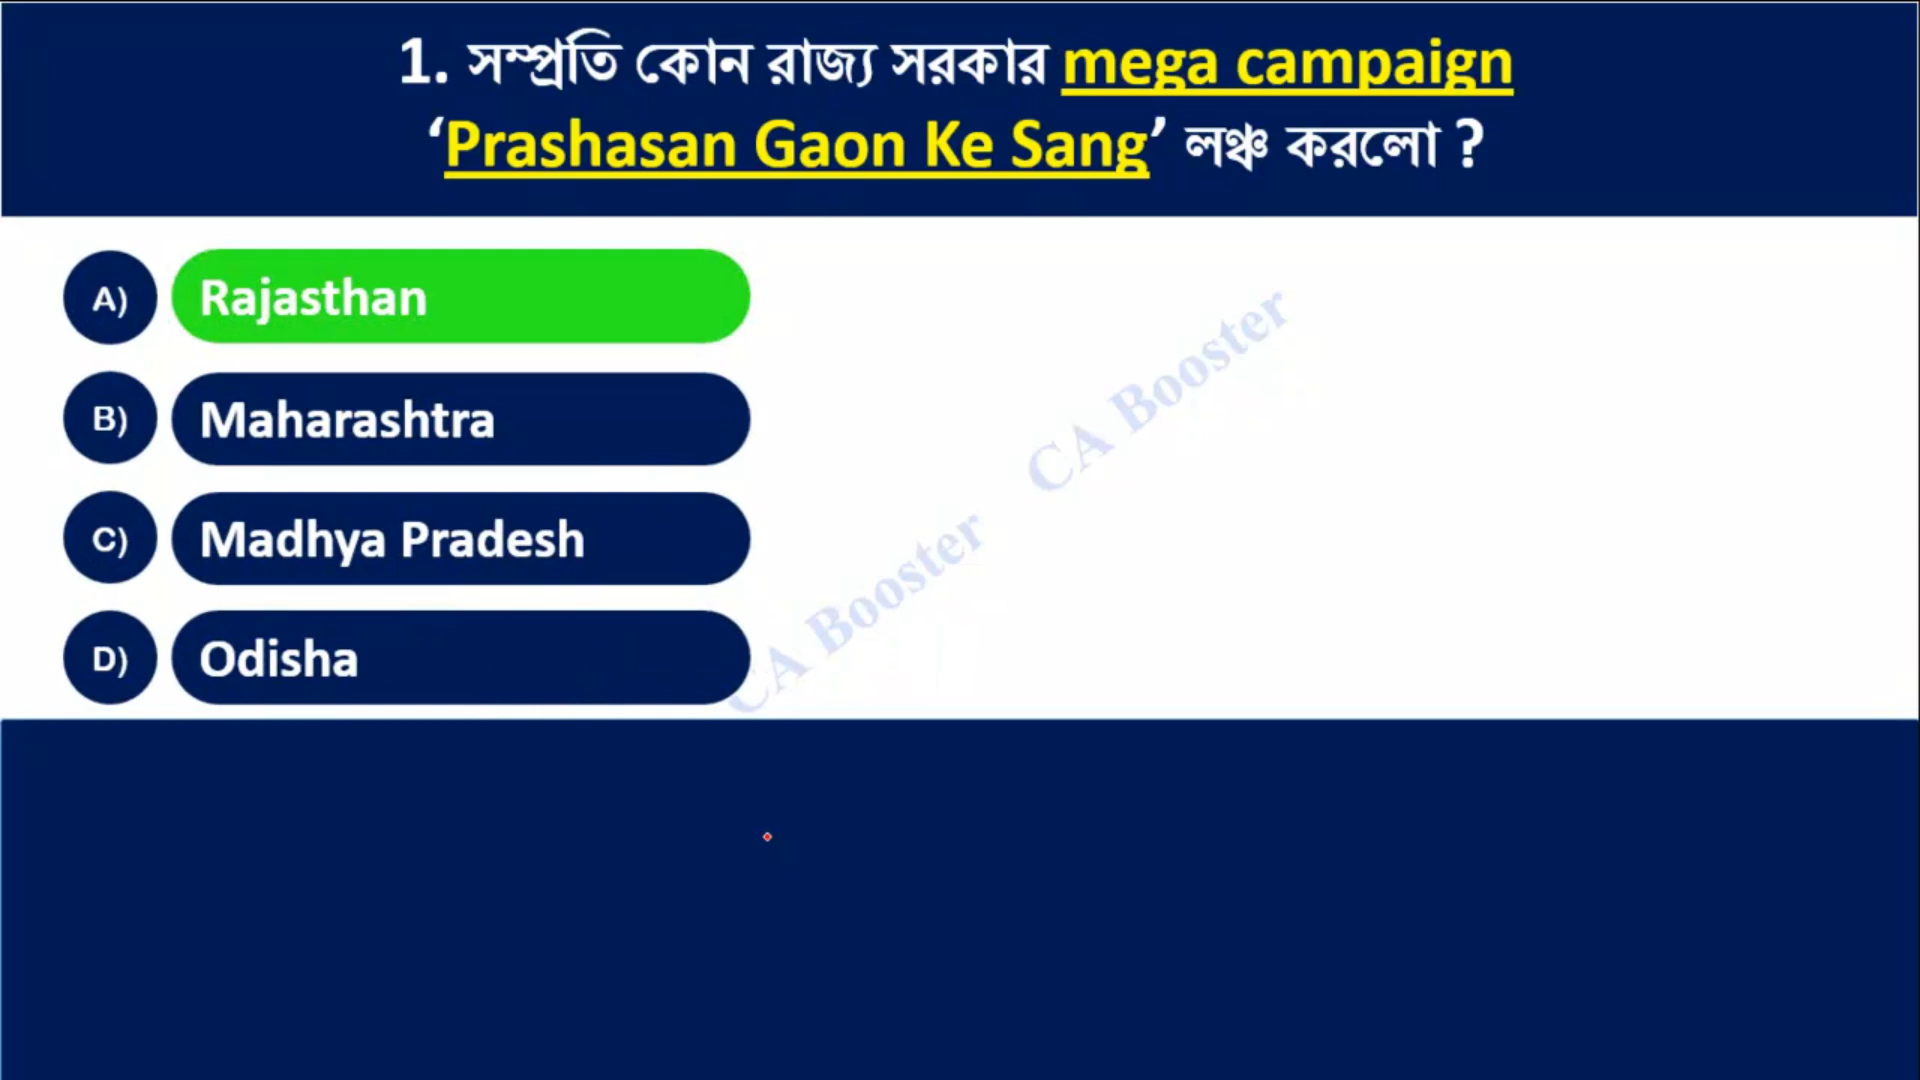 1. সম্প্রতি কোন রাজ্য সরকার mega campaign
‘Prashasan Gaon Ke Sang’ লঞ্চ করলো ?
A) Rajasthan
B) Maharashtra
C) Madhya Pradesh
D) Odisha
CA Booster
CA Booster